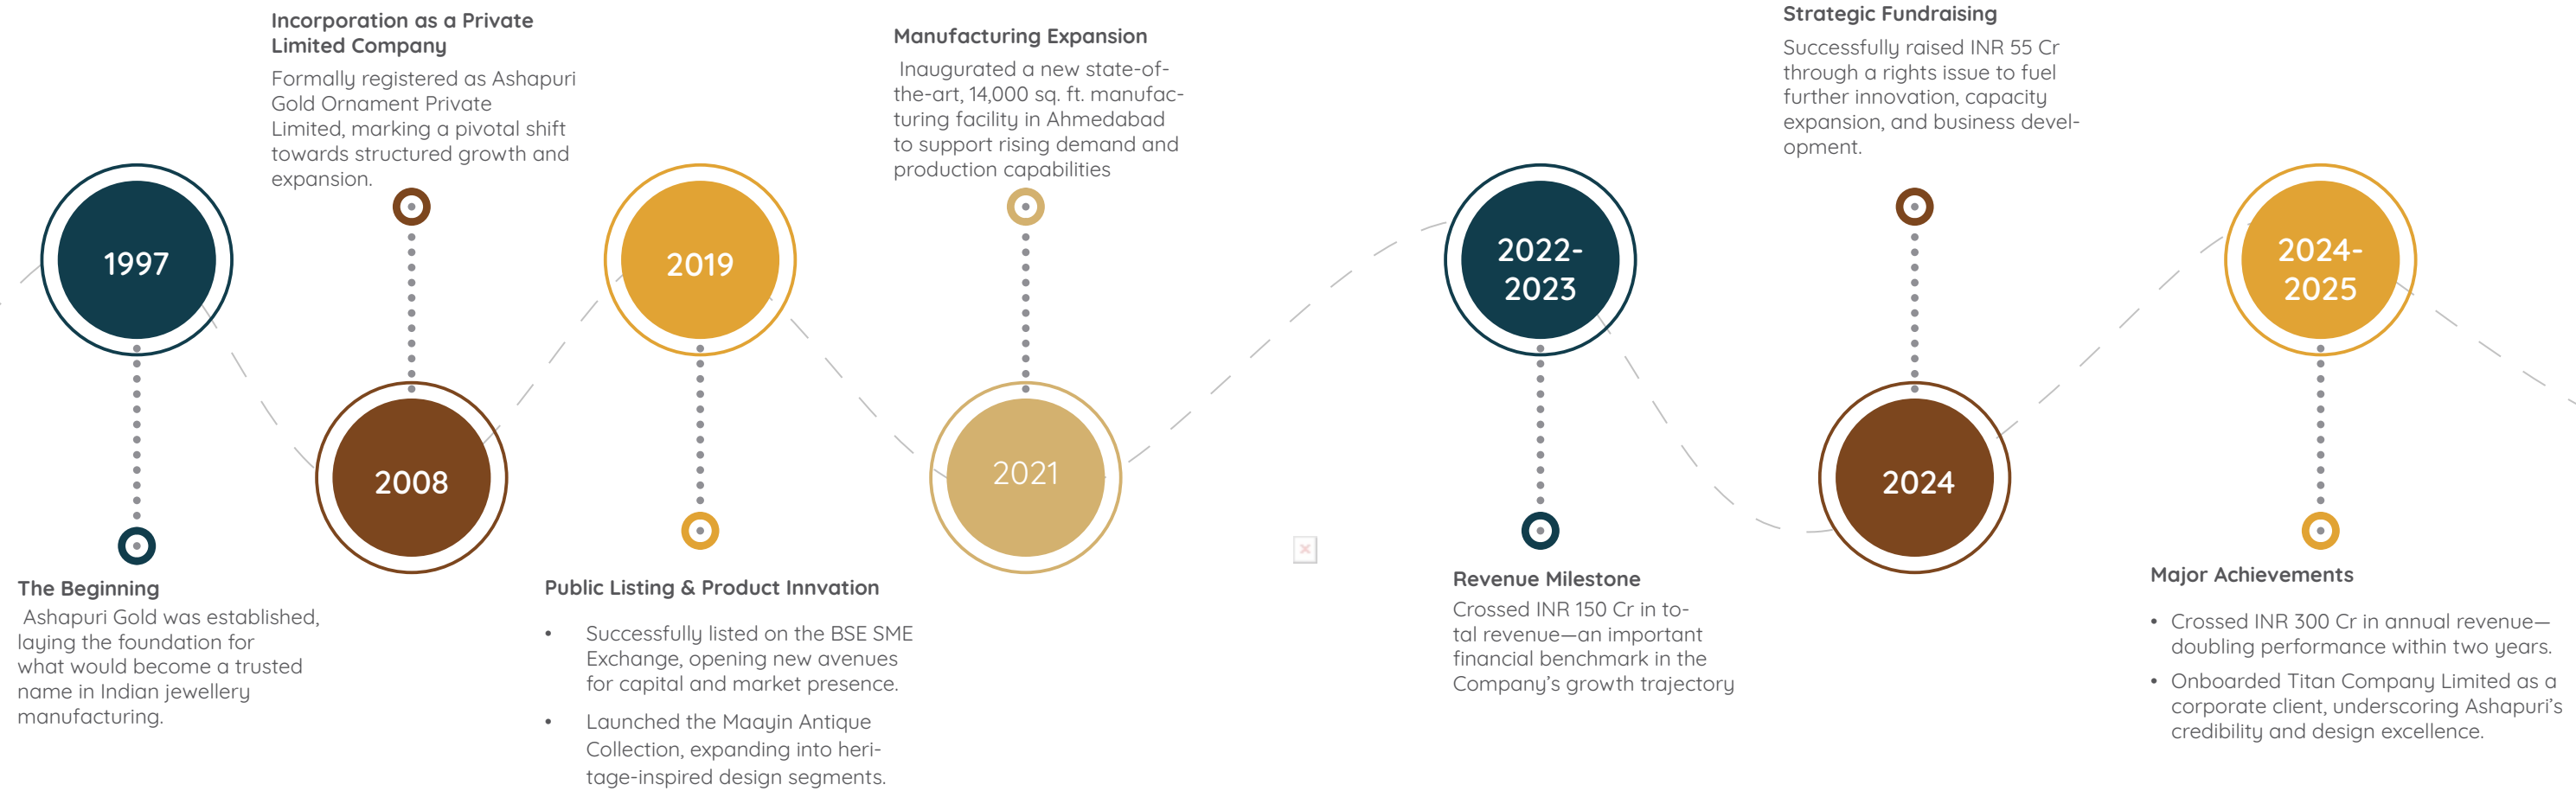 1997
The Beginning
Ashapuri Gold was established,
laying the foundation for
what would become a trusted
name in Indian jewellery
manufacturing.
Incorporation as a Private
Limited Company
Formally registered as Ashapuri
Gold Ornament Private
Limited, marking a pivotal shift
towards structured growth and
expansion.
2008
2019
Public Listing & Product Innvation
• Successfully listed on the BSE SME
Exchange, opening new avenues
for capital and market presence.
• Launched the Maayin Antique
Collection, expanding into heri-
tage-inspired design segments.
Manufacturing Expansion
Inaugurated a new state-of-
the-art, 14,000 sq. ft. manufac-
turing facility in Ahmedabad
to support rising demand and
production capabilities
2021
2022-
2023
Revenue Milestone
Crossed INR 150 Cr in to-
tal revenue—an important
financial benchmark in the
Company’s growth trajectory
Strategic Fundraising
Successfully raised INR 55 Cr
through a rights issue to fuel
further innovation, capacity
expansion, and business devel-
opment.
2024
2024-
2025
Major Achievements
• Crossed INR 300 Cr in annual revenue—
doubling performance within two years.
• Onboarded Titan Company Limited as a
corporate client, underscoring Ashapuri’s
credibility and design excellence.